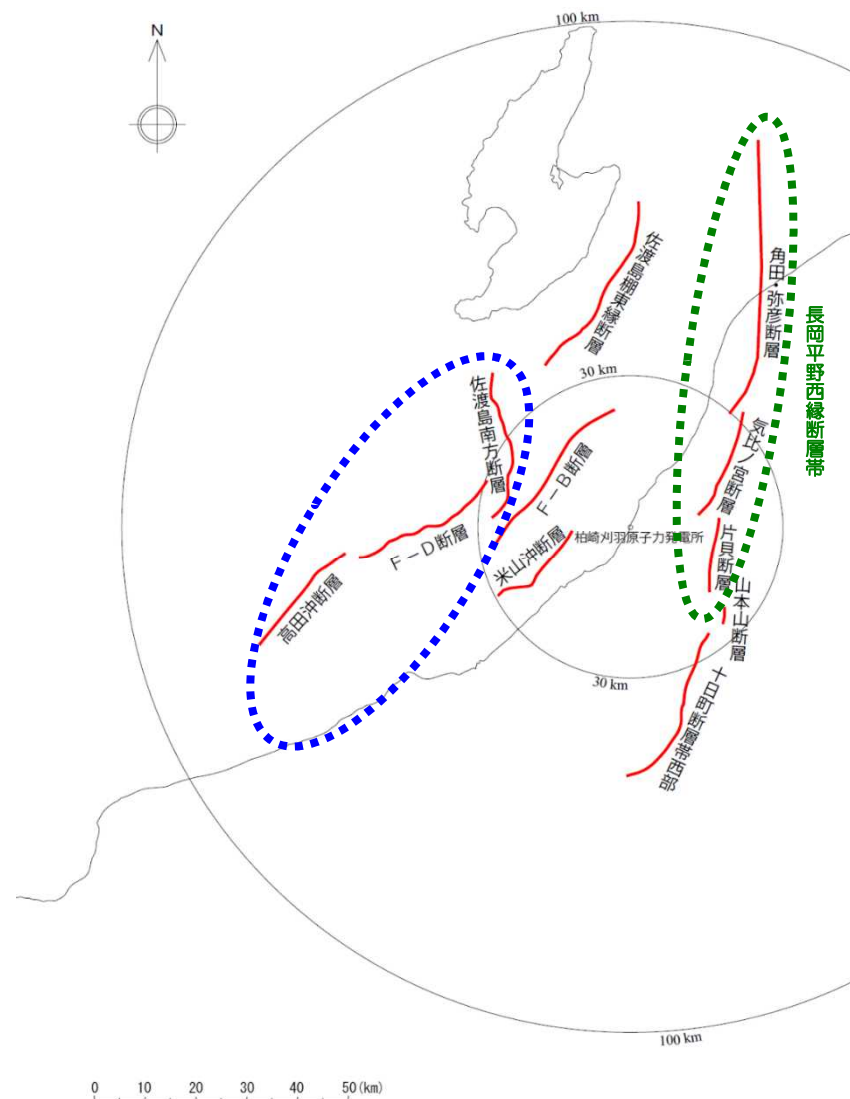 100 km
N
佐渡島棚東縁断層
角田・弥彦断層
長岡平野西縁断層帯
30 km
佐渡島南方断層
F－B断層
気比ノ宮断層
F－D断層
米山沖断層
柏崎刈羽原子力発電所
片貝断層
高田沖断層
山本山断層
30 km
十日町断層帯西部
100 km
0 10 20 30 40 50(km)